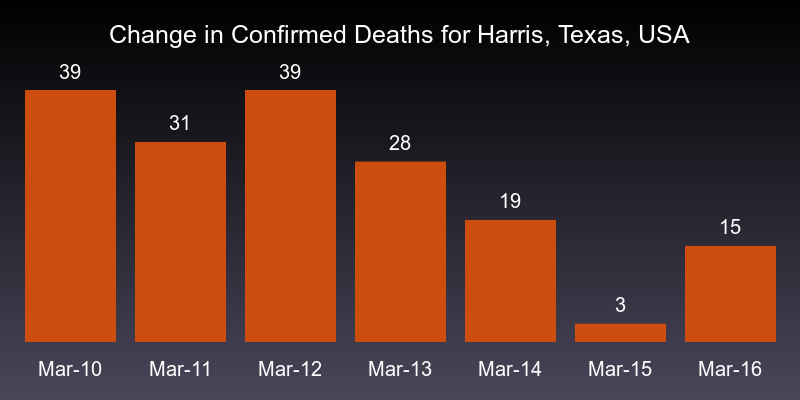 Change in Confirmed Deaths for Harris, Texas, USA
39
31
39
28
19
3
15
Mar-10
Mar-11
Mar-12
Mar-13
Mar-14
Mar-15
Mar-16